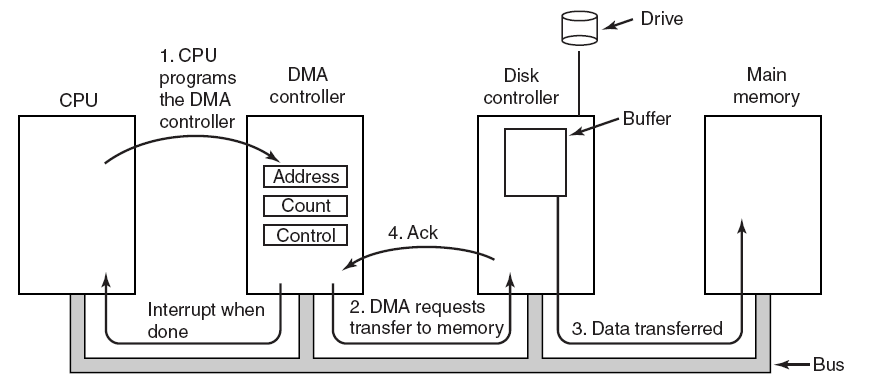 Drive
1. CPU
programs
the DMA
controller
CPU
DMA
controller
Disk
controller
Main
memory
Buffer
Address
Count
Control
4. Ack
Interrupt when
done
2. DMA requests
transfer to memory
3. Data transferred
Bus